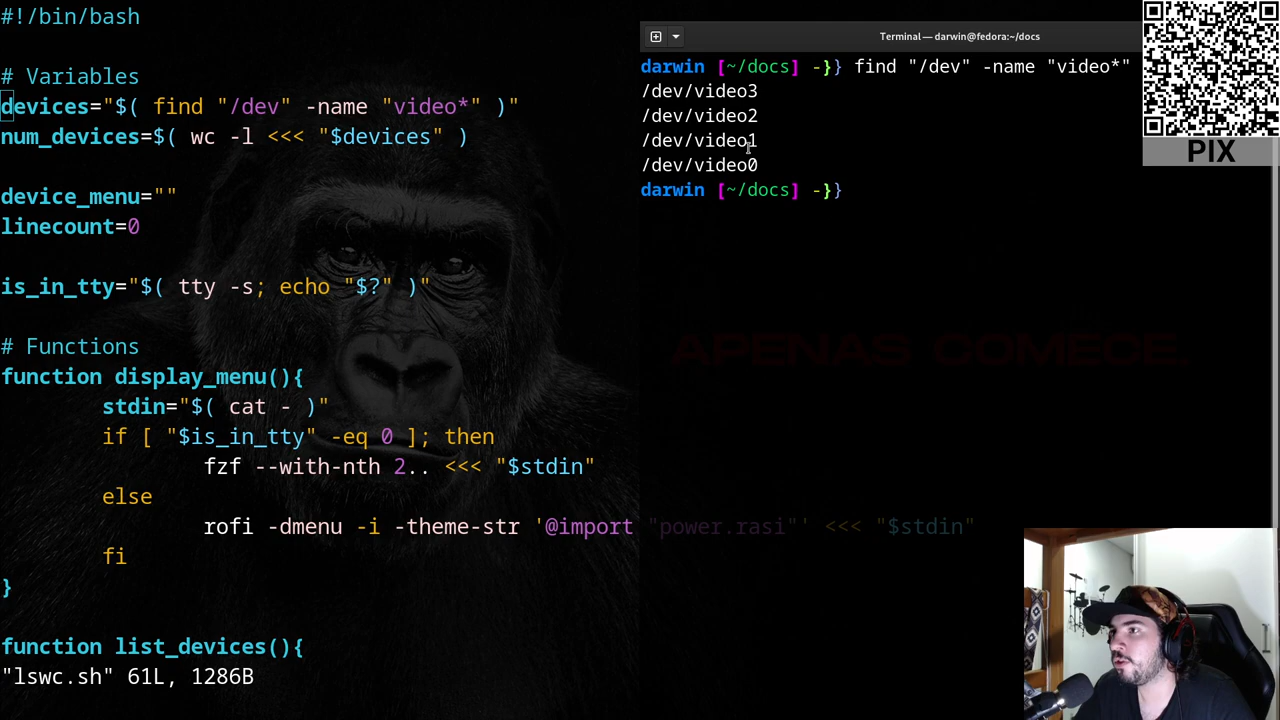 #!/bin/bash
# Variables
devices="$( find "/dev" -name "video*" )"
num_devices=$( wc -l <<< "$devices" )
device_menu=""
linecount=0
is_in_tty="$( tty -s; echo "$?" )"
# Functions
function display_menu(){
stdin="$( cat - )"
if [ "$is_in_tty" -eq 0 ]; then
fzf --with-nth 2.. <<< "$stdin"
else
rofi -dmenu -i -theme-str '@import "power.rasi"' <<< "$stdin"
fi
}
function list_devices(){
"lswc.sh" 61L, 1286B
Terminal — darwin@fedora:~/docs
darwin [~/docs] -}} find "/dev" -name "video*"
/dev/video3
/dev/video2
/dev/video1
/dev/video0
darwin [~/docs] -}}
APENAS COMECE.
PIX